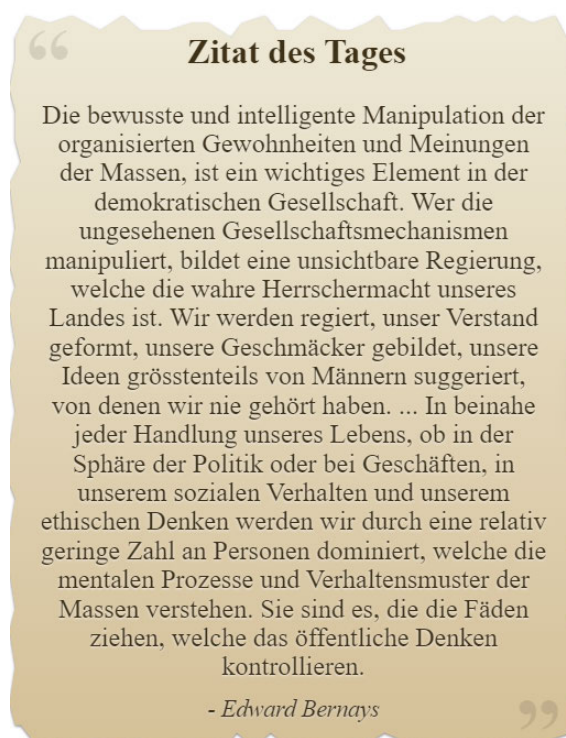 “
Zitat des Tages
Die bewusste und intelligente Manipulation der
organisierten Gewohnheiten und Meinungen
der Massen, ist ein wichtiges Element in der
demokratischen Gesellschaft. Wer die
ungesehenen Gesellschaftsmechanismen
manipuliert, bildet eine unsichtbare Regierung,
welche die wahre Herrschermacht unseres
Landes ist. Wir werden regiert, unser Verstand
geformt, unsere Geschmäcker gebildet, unsere
Ideen grösstenteils von Männern suggeriert,
von denen wir nie gehört haben. ... In beinahe
jeder Handlung unseres Lebens, ob in der
Sphäre der Politik oder bei Geschäften, in
unserem sozialen Verhalten und unserem
ethischen Denken werden wir durch eine relativ
geringe Zahl an Personen dominiert, welche die
mentalen Prozesse und Verhaltensmuster der
Massen verstehen. Sie sind es, die die Fäden
ziehen, welche das öffentliche Denken
kontrollieren.
- Edward Bernays
”